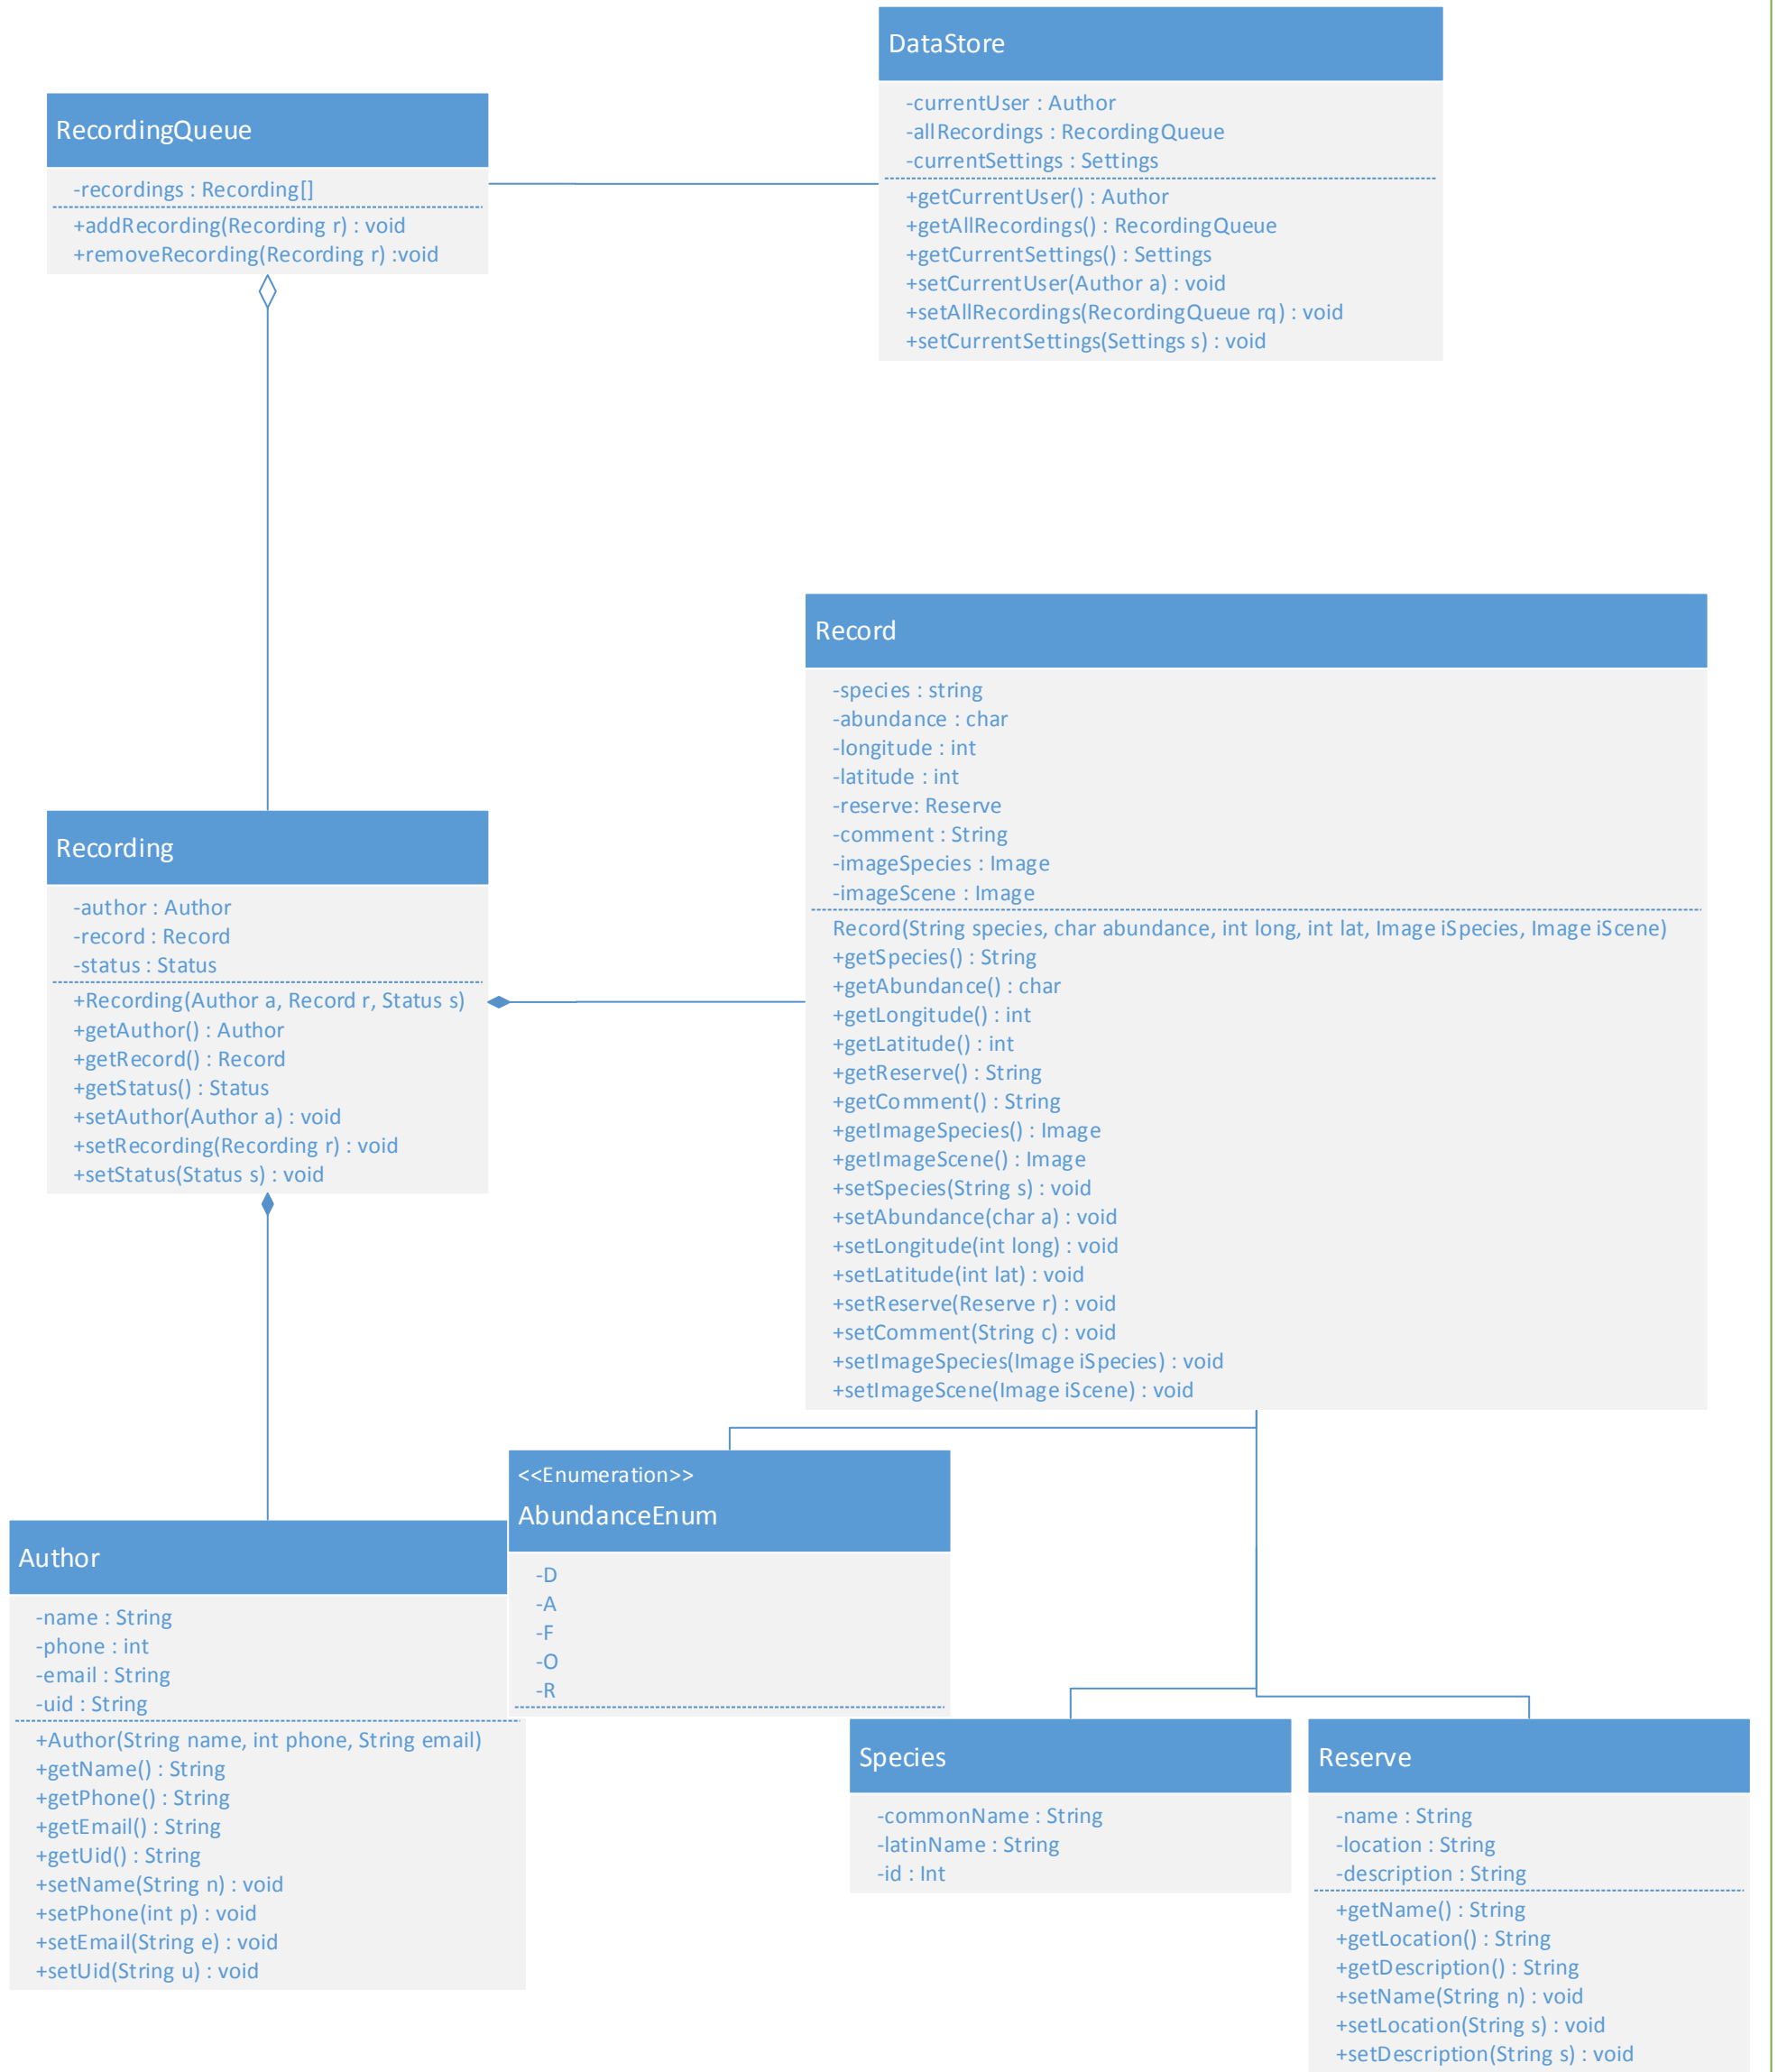 DataStore
-currentUser : Author
-allRecordings : RecordingQueue
-currentSettings : Settings
+getCurrentUser() : Author
+getAllRecordings() : RecordingQueue
+getCurrentSettings() : Settings
+setCurrentUser(Author a) : void
+setAllRecordings(RecordingQueue rq) : void
+setCurrentSettings(Settings s) : void
RecordingQueue
-recordings : Recording[]
+addRecording(Recording r) : void
+removeRecording(Recording r) :void
Record
-species : string
-abundance : char
-longitude : int
-latitude : int
-reserve: Reserve
-comment : String
-imageSpecies : Image
-imageScene : Image
Record(String species, char abundance, int long, int lat, Image iSpecies, Image iScene)
+getSpecies() : String
+getAbundance() : char
+getLongitude() : int
+getLatitude() : int
+getReserve() : String
+getComment() : String
+getImageSpecies() : Image
+getImageScene() : Image
+setSpecies(String s) : void
+setAbundance(char a) : void
+setLongitude(int long) : void
+setLatitude(int lat) : void
+setReserve(Reserve r) : void
+setComment(String c) : void
+setImageSpecies(Image iSpecies) : void
+setImageScene(Image iScene) : void
Recording
-author : Author
-record : Record
-status : Status
+Recording(Author a, Record r, Status s)
+getAuthor() : Author
+getRecord() : Record
+getStatus() : Status
+setAuthor(Author a) : void
+setRecording(Recording r) : void
+setStatus(Status s) : void
<<Enumeration>>
AbundanceEnum
-D
-A
-F
-O
-R
Author
-name : String
-phone : int
-email : String
-uid : String
+Author(String name, int phone, String email)
+getName() : String
+getPhone() : String
+getEmail() : String
+getUid() : String
+setName(String n) : void
+setPhone(int p) : void
+setEmail(String e) : void
+setUid(String u) : void
Species
-commonName : String
-latinName : String
-id : Int
Reserve
-name : String
-location : String
-description : String
+getName() : String
+getLocation() : String
+getDescription() : String
+setName(String n) : void
+setLocation(String s) : void
+setDescription(String s) : void